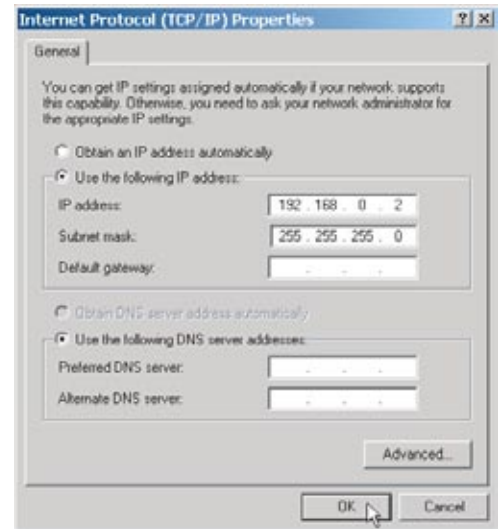 Internet Protocol (TCP/IP) Properties
General
You can get IP settings assigned automatically if your network supports
this capability. Otherwise, you need to ask your network administrator for
the appropriate IP settings.
Obtain an IP address automatically
Use the following IP address:
IP address: 192 . 168 . 0 . 2
Subnet mask: 255 . 255 . 255 . 0
Default gateway: . . .
Obtain DNS server address automatically
Use the following DNS server addresses:
Preferred DNS server: . . .
Alternate DNS server: . . .
Advanced...
OK Cancel